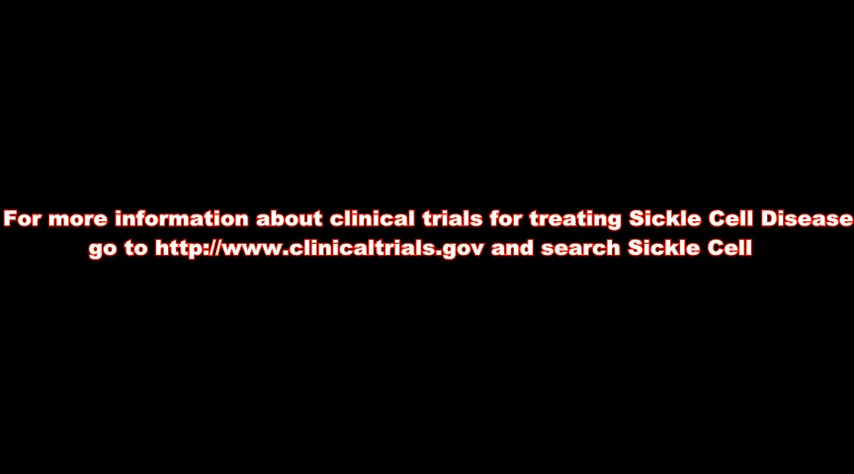 For more information about clinical trials for treating Sickle Cell Disease
go to http://www.clinicaltrials.gov and search Sickle Cell